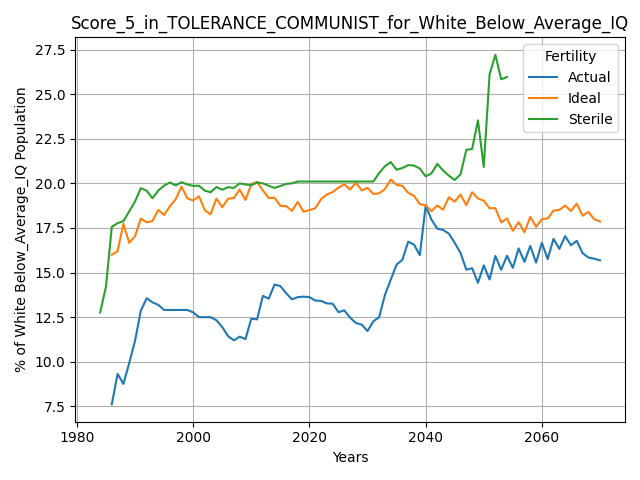 Score_5_in_TOLERANCE_COMMUNIST_for_White_Below_Average_IQ
Fertility
Actual
Ideal
Sterile
% of White Below_Average_IQ Population
27.5
25.0
22.5
20.0
17.5
15.0
12.5
10.0
7.5
1980
2000
2020
2040
2060
Years